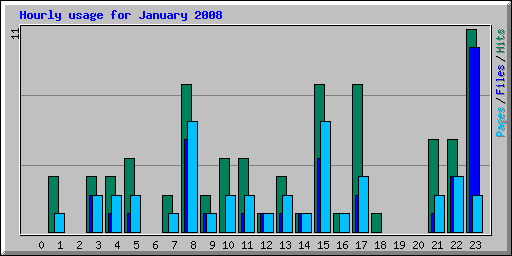 Hourly usage for January 2008
11
Pages / Files / Hits
0 1 2 3 4 5 6 7 8 9 10 11 12 13 14 15 16 17 18 19 20 21 22 23